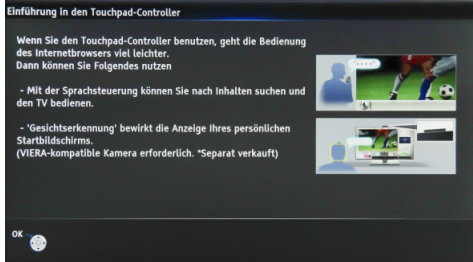 Einführung in den Touchpad-Controller
Wenn Sie den Touchpad-Controller benutzen, geht die Bedienung
des Internetbrowsers viel leichter.
Dann können Sie Folgendes nutzen
- Mit der Sprachsteuerung können Sie nach Inhalten suchen und
den TV bedienen.
- 'Gesichtserkennung' bewirkt die Anzeige Ihres persönlichen
Startbildschirms.
(VIERA-kompatible Kamera erforderlich. *Separat verkauft)
OK